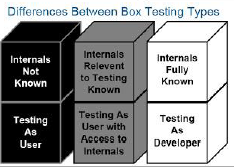 Differences Between Box Testing Types
Internals
Not
Known
Internals
Relevent
to Testing
Known
Internals
Fully
Known
Testing
As
User
Testing As
User with
Access to
Internals
Testing
As
Developer